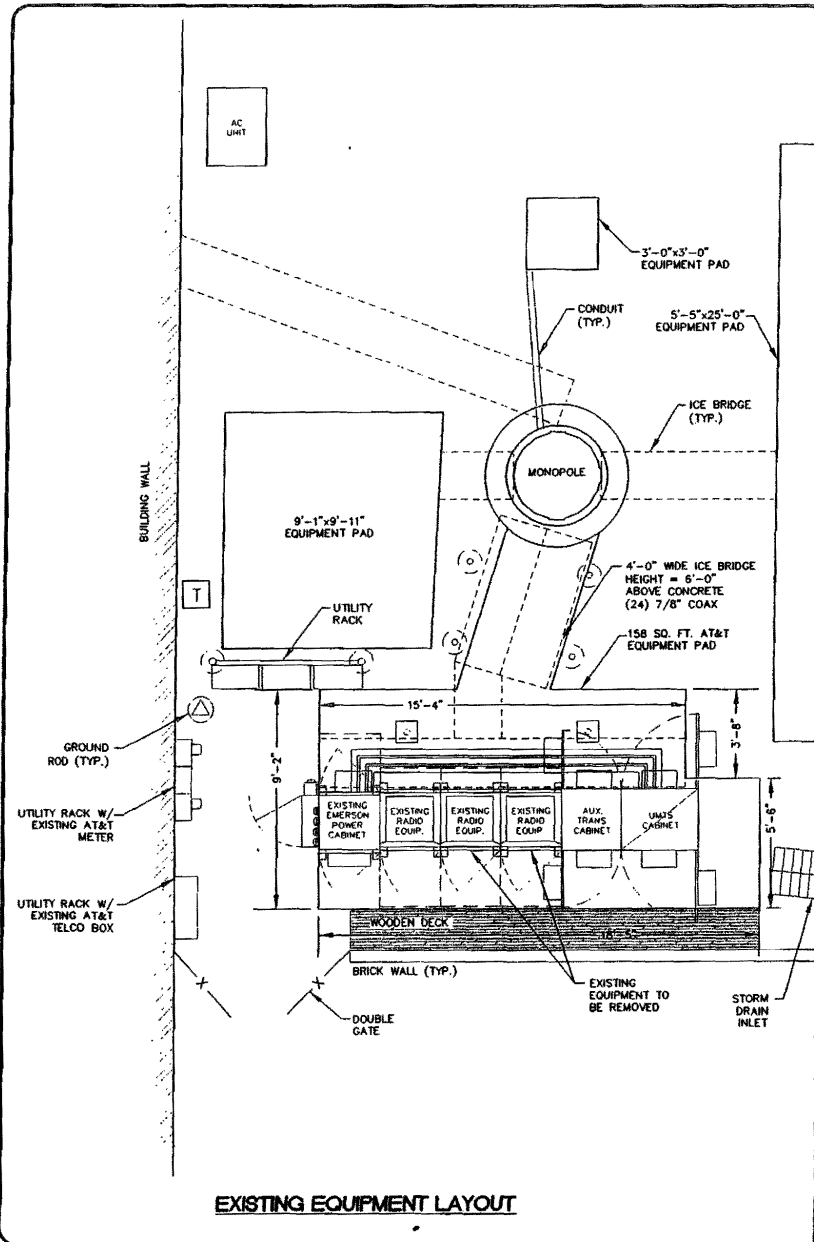 AC
UNIT
3'-0"x3'-0"
EQUIPMENT PAD
CONDUIT
(TYP.)
5'-5"x25'-0"
EQUIPMENT PAD
ICE BRIDGE
(TYP.)
MONOPOLE
BUILDING WALL
9'-1"x9'-11"
EQUIPMENT PAD
4'-0" WIDE ICE BRIDGE
HEIGHT = 6'-0"
ABOVE CONCRETE
(24) 7/8" COAX
T
UTILITY
RACK
158 SQ. FT. AT&T
EQUIPMENT PAD
15'-4"
3'-8"
9'-2"
5'-6"
GROUND
ROD (TYP.)
UTILITY RACK W/
EXISTING AT&T
METER
EXISTING
EMERSON
POWER
CABINET
EXISTING
RADIO
EQUIP.
EXISTING
RADIO
EQUIP.
EXISTING
RADIO
EQUIP
AUX.
TRANS
CABINET
UMTS
CABINET
UTILITY RACK W/
EXISTING AT&T
TELCO BOX
WOODEN DECK
BRICK WALL (TYP.)
DOUBLE
GATE
EXISTING
EQUIPMENT TO
BE REMOVED
STORM
DRAIN
INLET
EXISTING EQUIPMENT LAYOUT